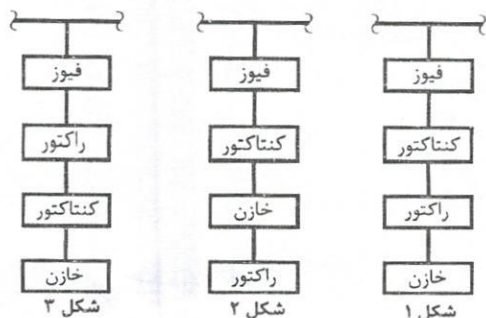 فیوز
کنتاکتور
راکتور
خازن
شکل ۱
فیوز
کنتاکتور
خازن
راکتور
شکل ۲
فیوز
راکتور
کنتاکتور
خازن
شکل ۳